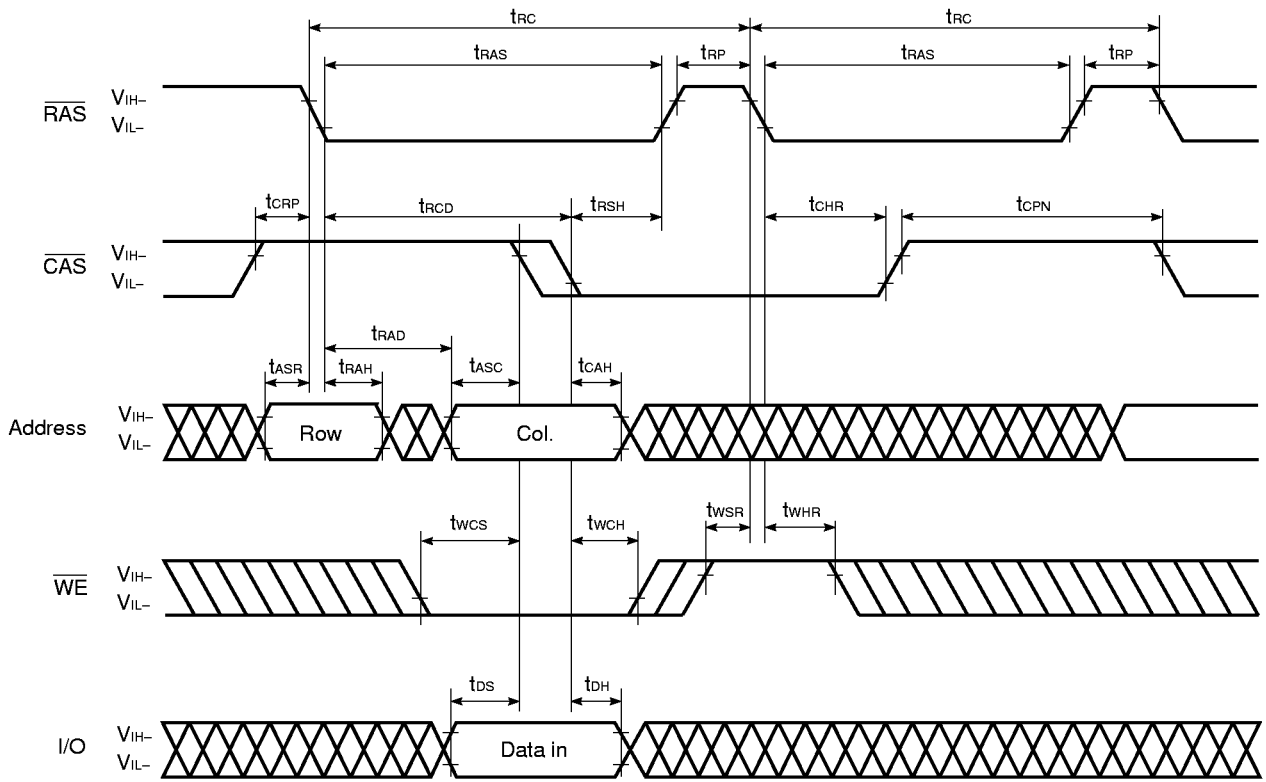 tRC tRC
tRAS tRP tRAS tRP
RAS VIH–
VIL–
tCRP tRCD tRSH tCHR tCPN
CAS VIH–
VIL–
tRAD
tASR tRAH tASC tCAH
Address VIH–
VIL–
Row Col.
tWCS tWCH tWSR tWHR
WE VIH–
VIL–
tDS tDH
I/O VIH–
VIL–
Data in